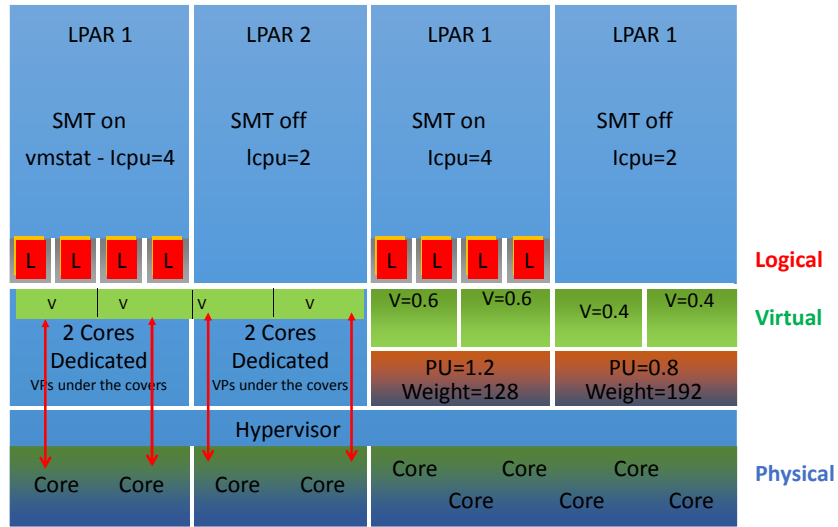 LPAR 1
SMT on
vmstat - lcpu=4
LPAR 2
SMT off
lcpu=2
LPAR 1
SMT on
lcpu=4
LPAR 1
SMT off
lcpu=2
L L L L
L L L L
Logical
v v v v
V=0.6 V=0.6 V=0.4 V=0.4
Virtual
2 Cores
Dedicated
VPs under the covers
2 Cores
Dedicated
VPs under the covers
PU=1.2
Weight=128
PU=0.8
Weight=192
Hypervisor
Core Core Core Core
Core Core Core
Core Core Core
Physical